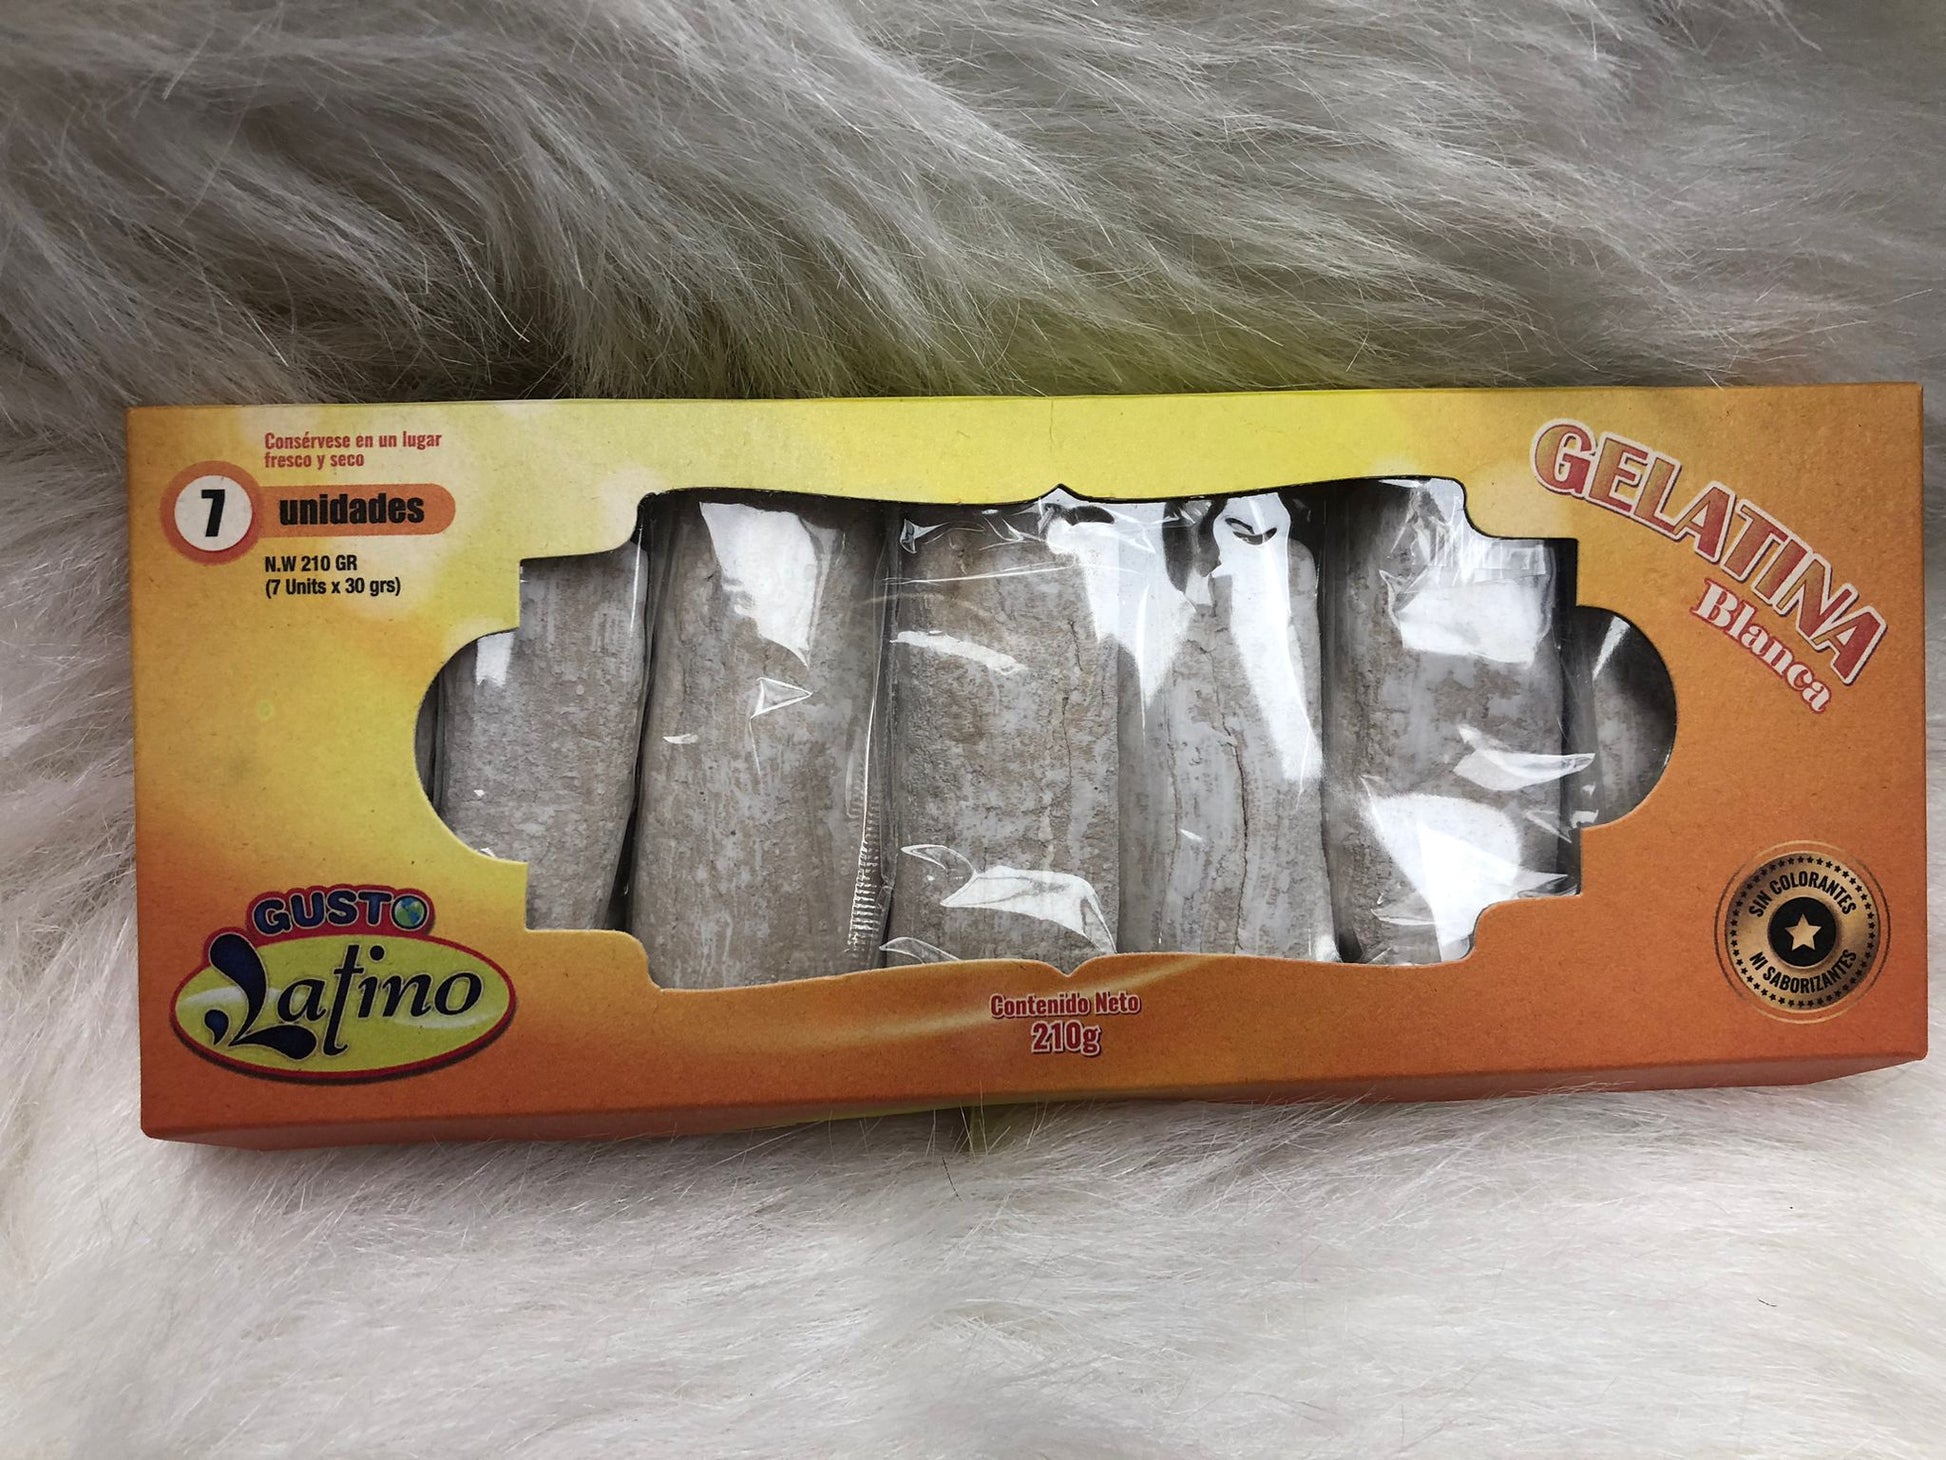 Consérvese en un lugar
fresco y seco
7 unidades
N.W 210 GR
(7 Units x 30 grs)
GELATINA
Blanca
GUSTO
Latino
Contenido Neto
210g
SIN COLORANTES
NI SABORIZANTES